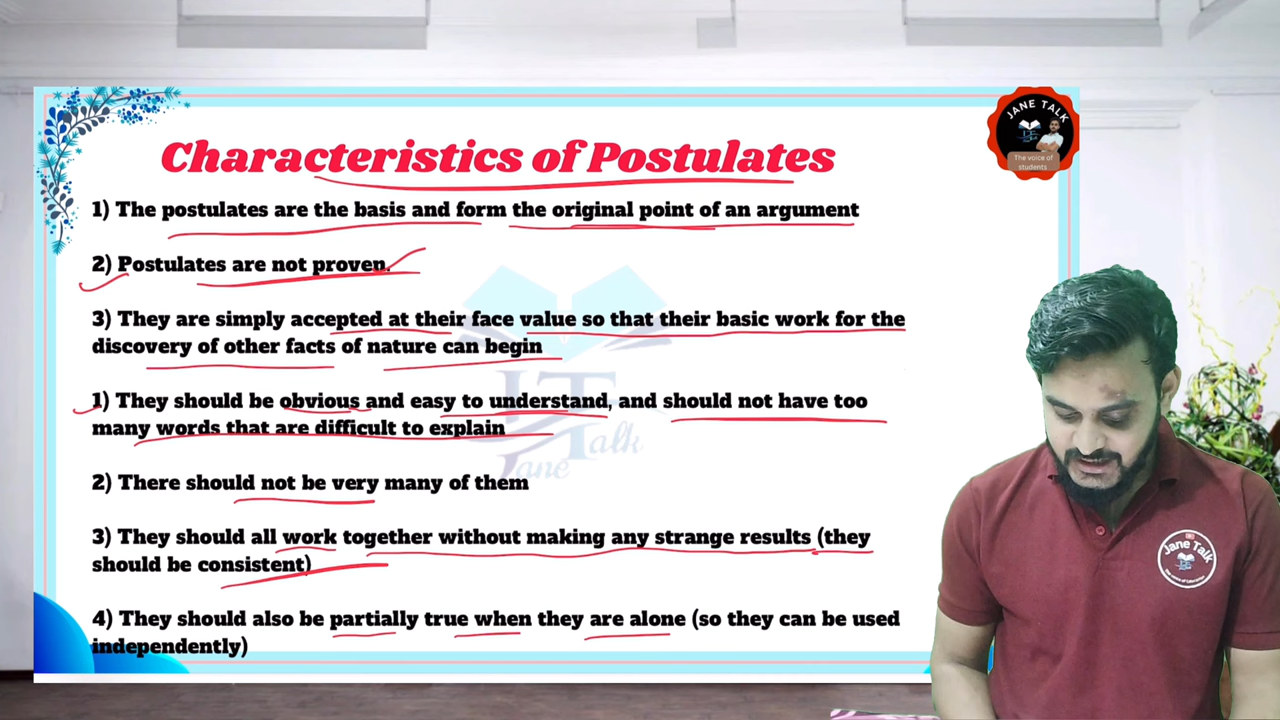 Characteristics of Postulates
JANE TALK
The voice of
students
1) The postulates are the basis and form the original point of an argument
2) Postulates are not proven.
3) They are simply accepted at their face value so that their basic work for the
discovery of other facts of nature can begin
1) They should be obvious and easy to understand, and should not have too
many words that are difficult to explain
2) There should not be very many of them
3) They should all work together without making any strange results (they
should be consistent)
4) They should also be partially true when they are alone (so they can be used
independently)
Talk
Jane
Jane Talk